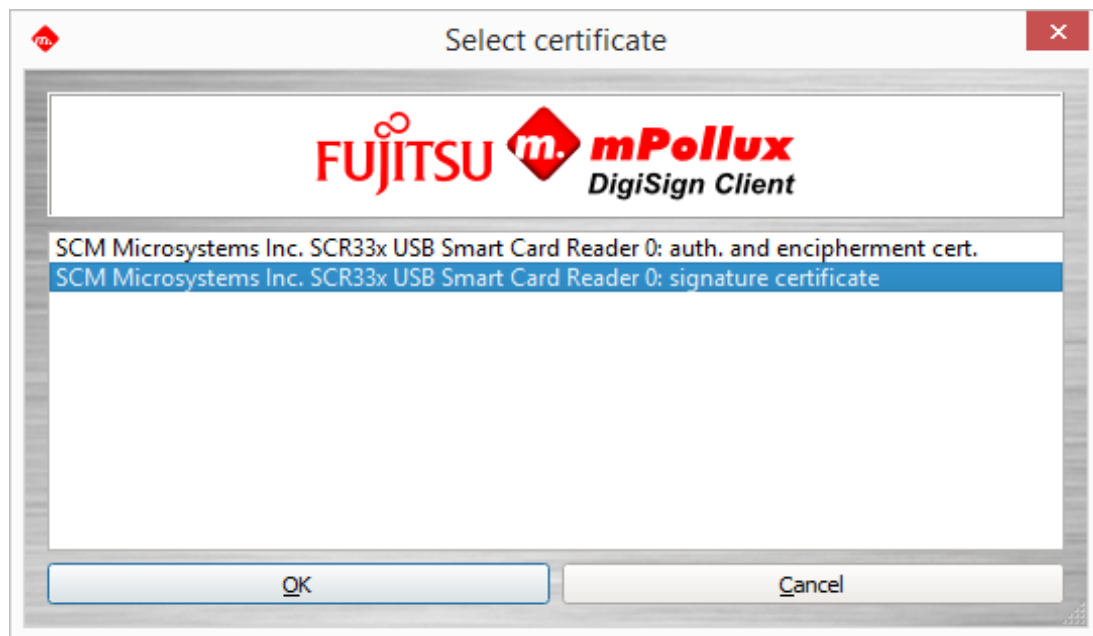 Select certificate
FUJITSU m. mPollux
DigiSign Client
SCM Microsystems Inc. SCR33x USB Smart Card Reader 0: auth. and encipherment cert.
SCM Microsystems Inc. SCR33x USB Smart Card Reader 0: signature certificate
OK Cancel